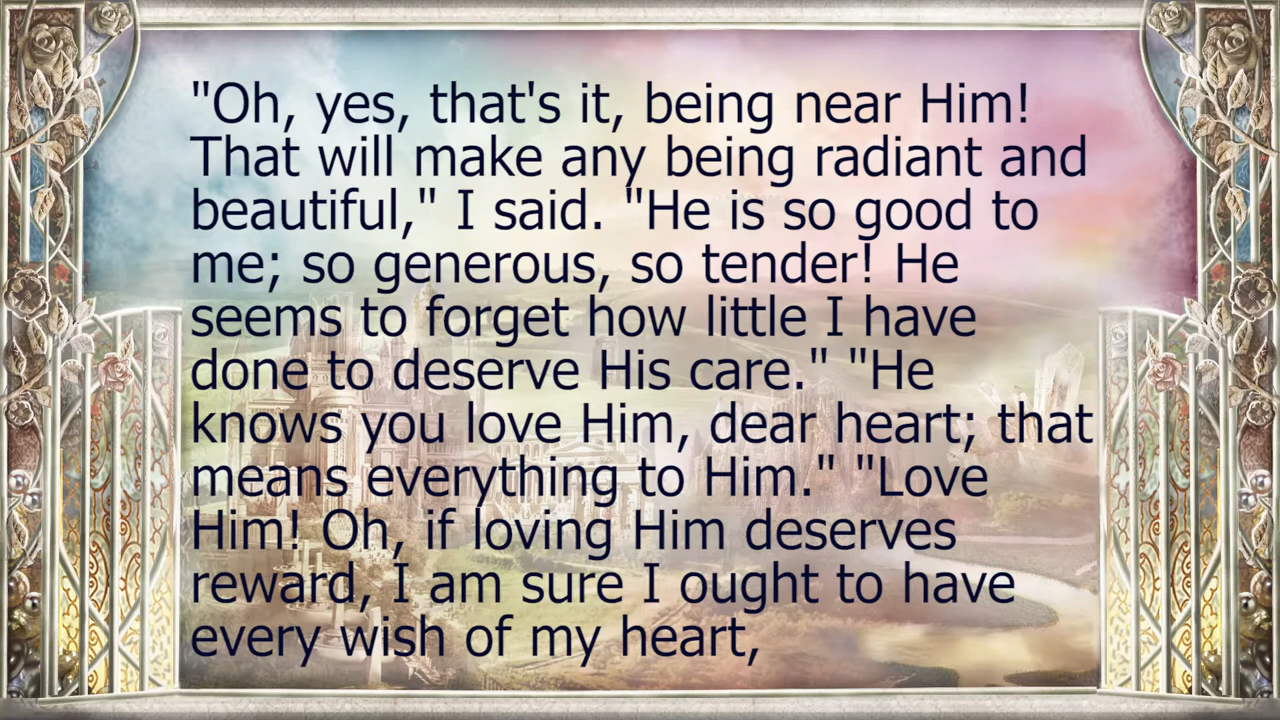 "Oh, yes, that's it, being near Him!
That will make any being radiant and
beautiful," I said. "He is so good to
me; so generous, so tender! He
seems to forget how little I have
done to deserve His care." "He
knows you love Him, dear heart; that
means everything to Him." "Love
Him! Oh, if loving Him deserves
reward, I am sure I ought to have
every wish of my heart,